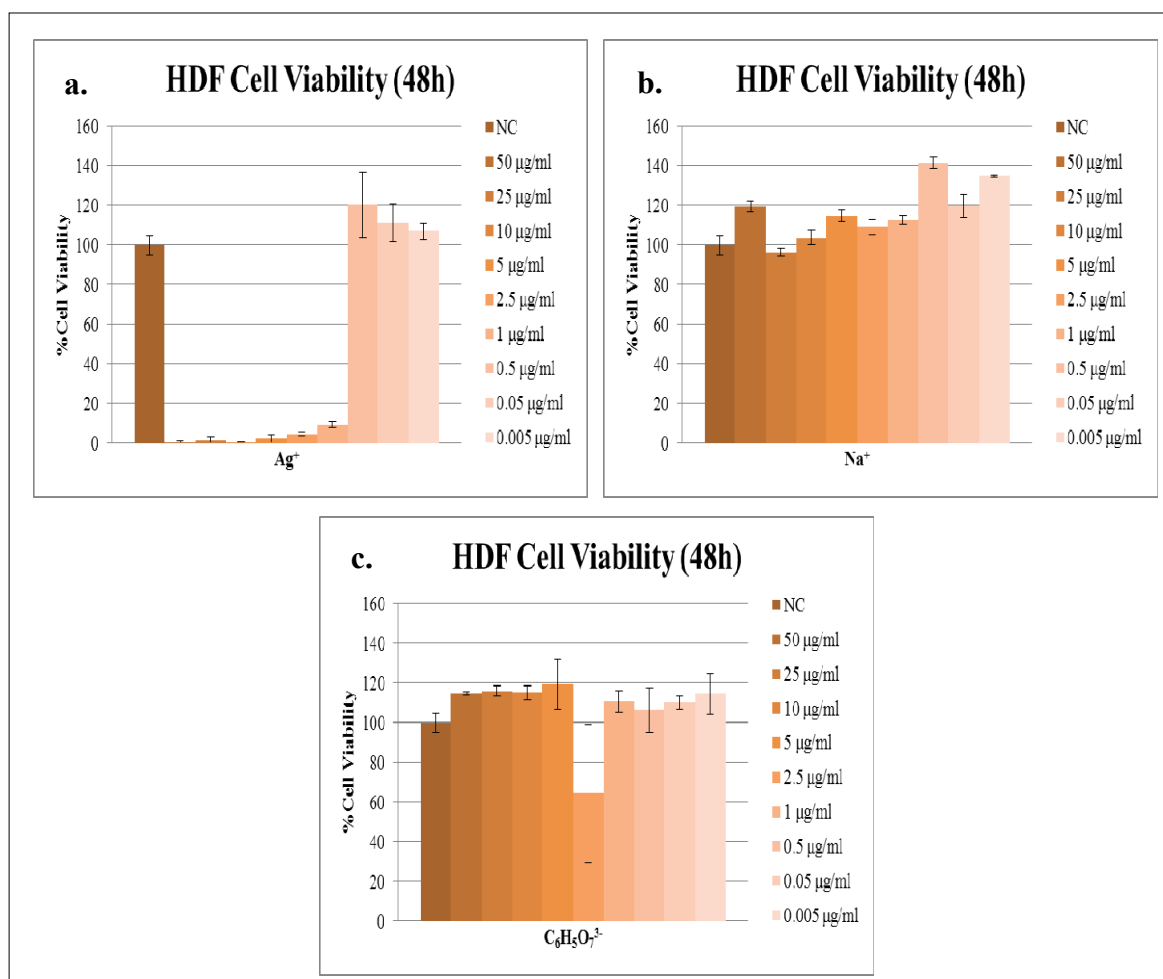 a.
HDF Cell Viability (48h)
%Cell Viability
160
140
120
100
80
60
40
20
0
Ag⁺
NC
50 µg/ml
25 µg/ml
10 µg/ml
5 µg/ml
2.5 µg/ml
1 µg/ml
0.5 µg/ml
0.05 µg/ml
0.005 µg/ml
b.
HDF Cell Viability (48h)
%Cell Viability
160
140
120
100
80
60
40
20
0
Na⁺
NC
50 µg/ml
25 µg/ml
10 µg/ml
5 µg/ml
2.5 µg/ml
1 µg/ml
0.5 µg/ml
0.05 µg/ml
0.005 µg/ml
c.
HDF Cell Viability (48h)
%Cell Viability
160
140
120
100
80
60
40
20
0
C₆H₅O₇³⁻
NC
50 µg/ml
25 µg/ml
10 µg/ml
5 µg/ml
2.5 µg/ml
1 µg/ml
0.5 µg/ml
0.05 µg/ml
0.005 µg/ml